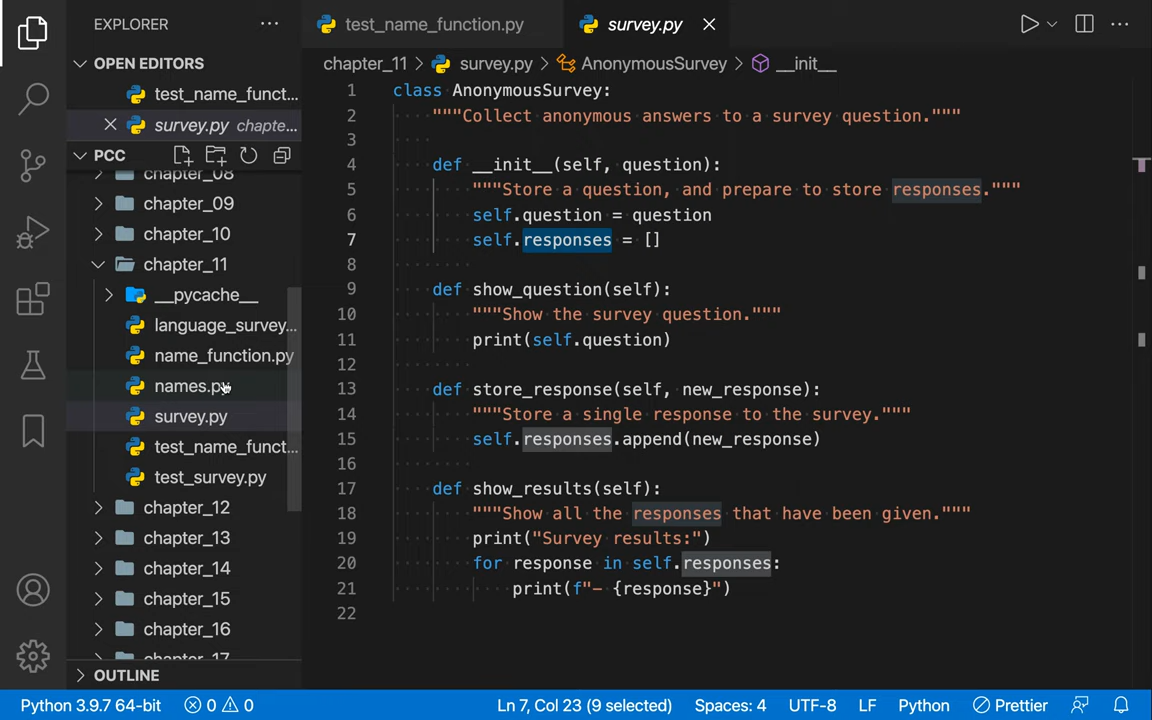 EXPLORER
OPEN EDITORS
test_name_funct...
survey.py chapte...
PCC
chapter_08
chapter_09
chapter_10
chapter_11
__pycache__
language_survey...
name_function.py
names.py
survey.py
test_name_funct...
test_survey.py
chapter_12
chapter_13
chapter_14
chapter_15
chapter_16
chapter_17
OUTLINE
test_name_function.py
survey.py
chapter_11 > survey.py > AnonymousSurvey > __init__
1 class AnonymousSurvey:
2 """Collect anonymous answers to a survey question."""
3
4 def __init__(self, question):
5 """Store a question, and prepare to store responses."""
6 self.question = question
7 self.responses = []
8
9 def show_question(self):
10 """Show the survey question."""
11 print(self.question)
12
13 def store_response(self, new_response):
14 """Store a single response to the survey."""
15 self.responses.append(new_response)
16
17 def show_results(self):
18 """Show all the responses that have been given."""
19 print("Survey results:")
20 for response in self.responses:
21 print(f"- {response}")
22
Python 3.9.7 64-bit 0 0 Ln 7, Col 23 (9 selected) Spaces: 4 UTF-8 LF Python Prettier